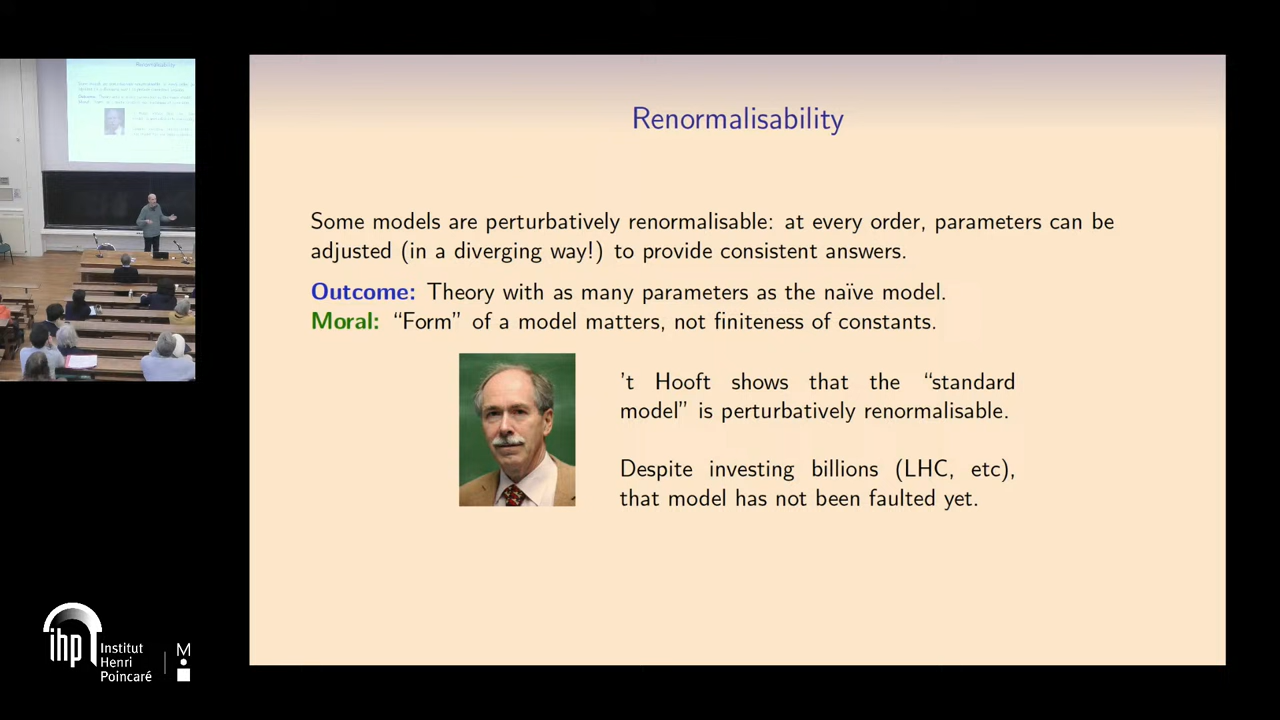 Renormalisability
Some models are perturbatively renormalisable: at every order, parameters can be
adjusted (in a diverging way!) to provide consistent answers.
Outcome: Theory with as many parameters as the naïve model.
Moral: “Form” of a model matters, not finiteness of constants.
’t Hooft shows that the “standard
model” is perturbatively renormalisable.
Despite investing billions (LHC, etc),
that model has not been faulted yet.
ihp
Institut
Henri
Poincaré
M
Renormalisability